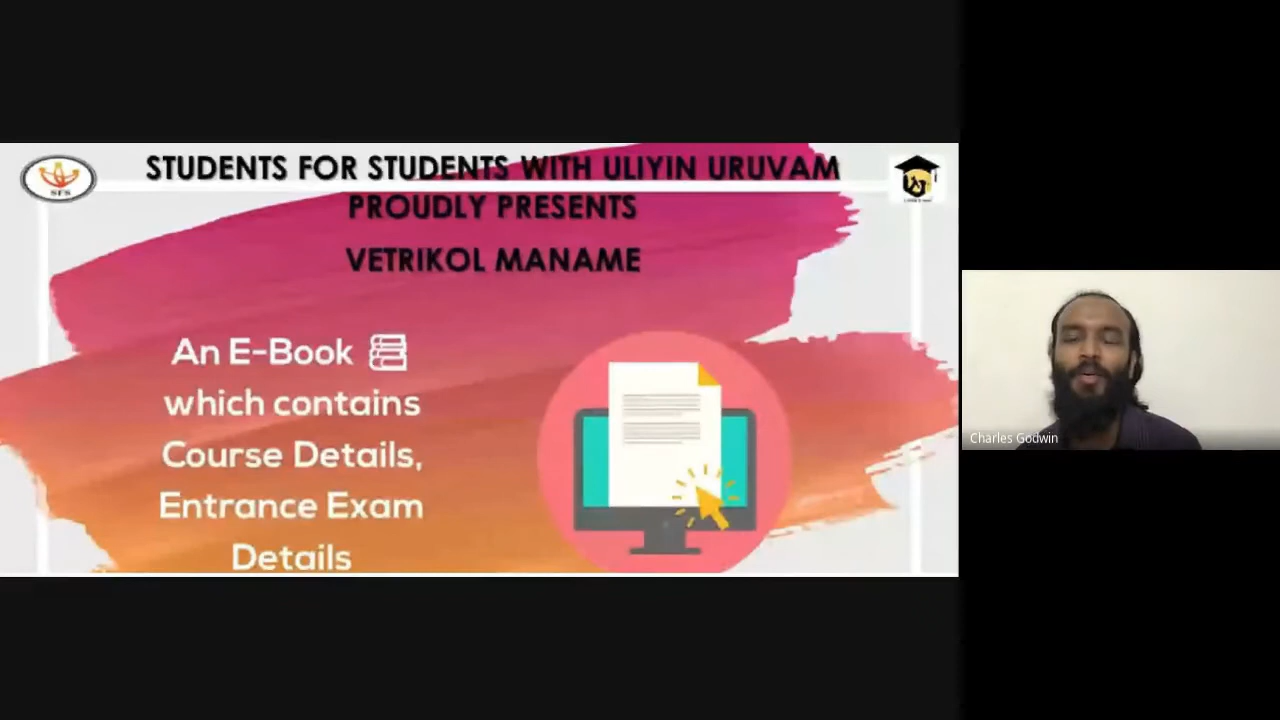 STUDENTS FOR STUDENTS WITH ULIYIN URUVAM
PROUDLY PRESENTS
VETRIKOL MANAME
SFS
An E-Book
which contains
Course Details,
Entrance Exam
Details
Charles Godwin